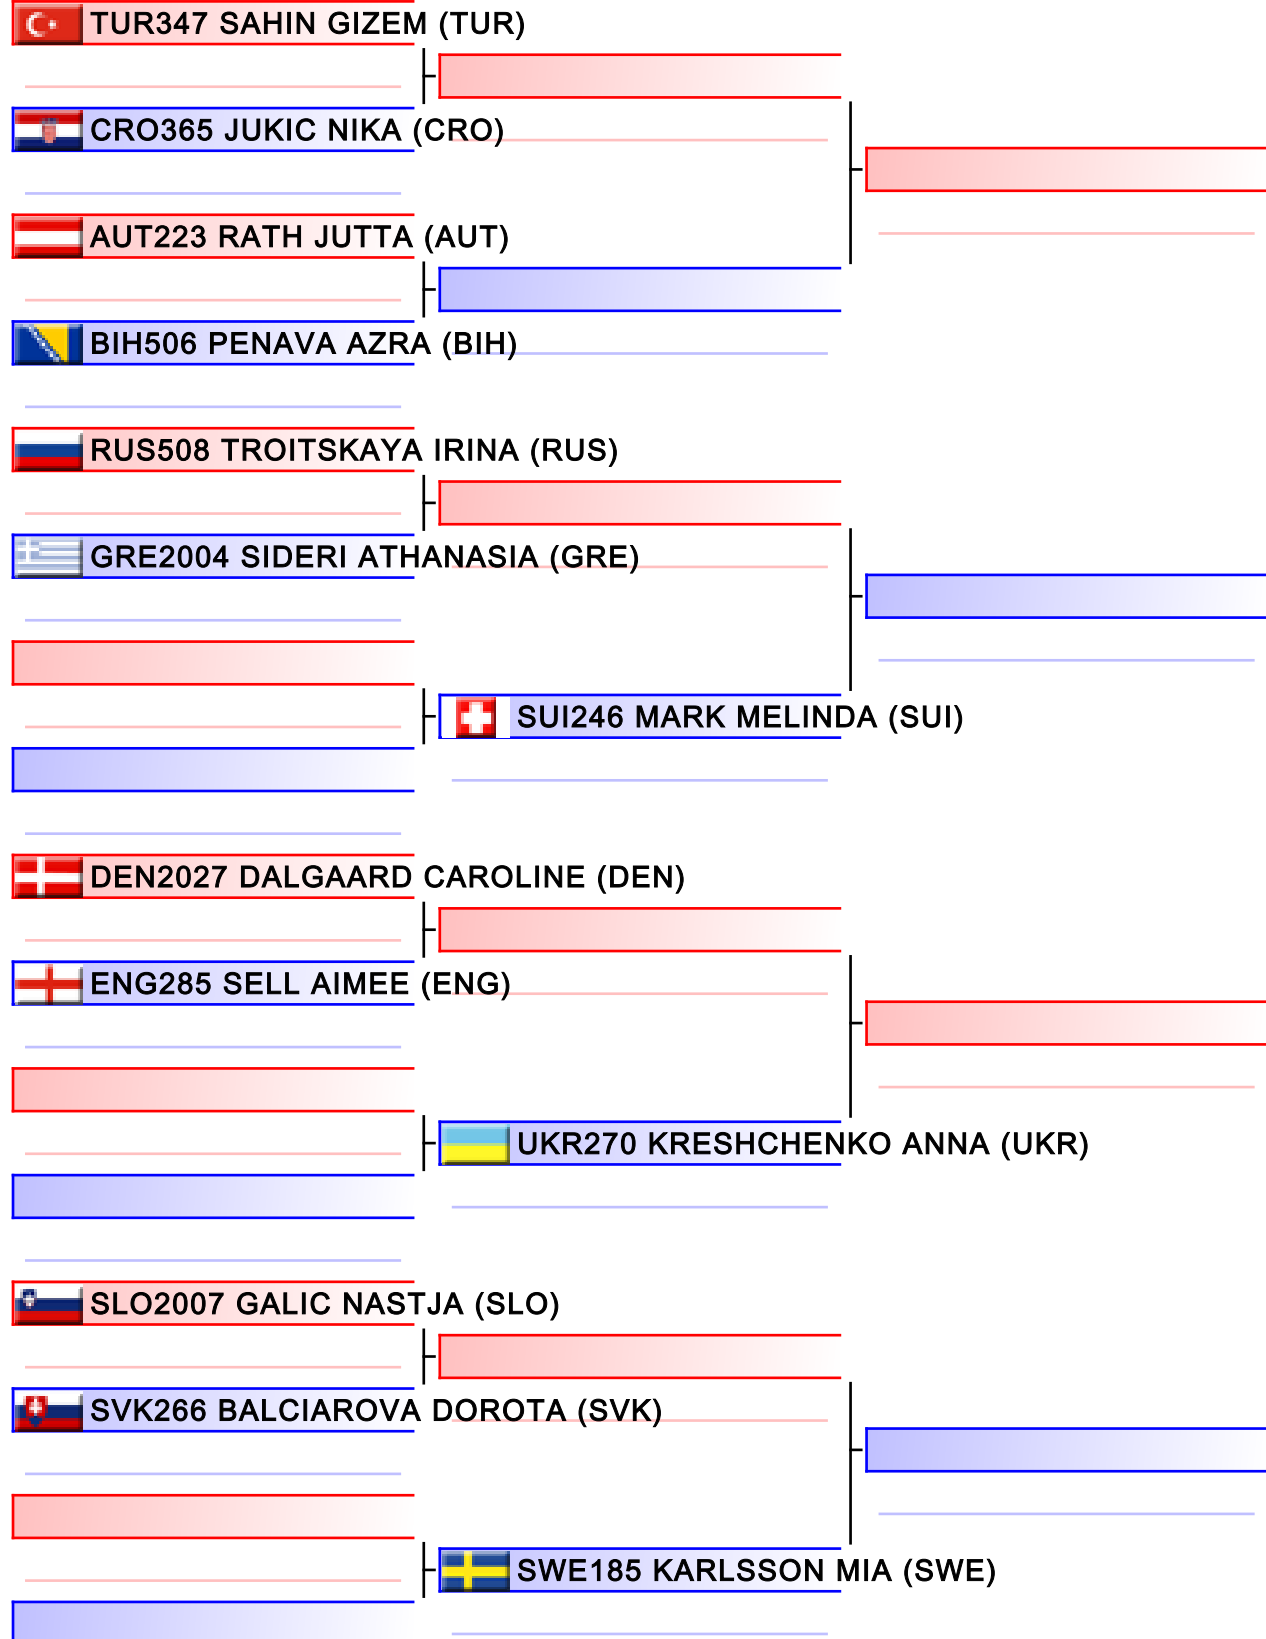 TUR347 SAHIN GIZEM (TUR)
CRO365 JUKIC NIKA (CRO)
AUT223 RATH JUTTA (AUT)
BIH506 PENAVA AZRA (BIH)
RUS508 TROITSKAYA IRINA (RUS)
GRE2004 SIDERI ATHANASIA (GRE)
SUI246 MARK MELINDA (SUI)
DEN2027 DALGAARD CAROLINE (DEN)
ENG285 SELL AIMEE (ENG)
UKR270 KRESHCHENKO ANNA (UKR)
SLO2007 GALIC NASTJA (SLO)
SVK266 BALCIAROVA DOROTA (SVK)
SWE185 KARLSSON MIA (SWE)